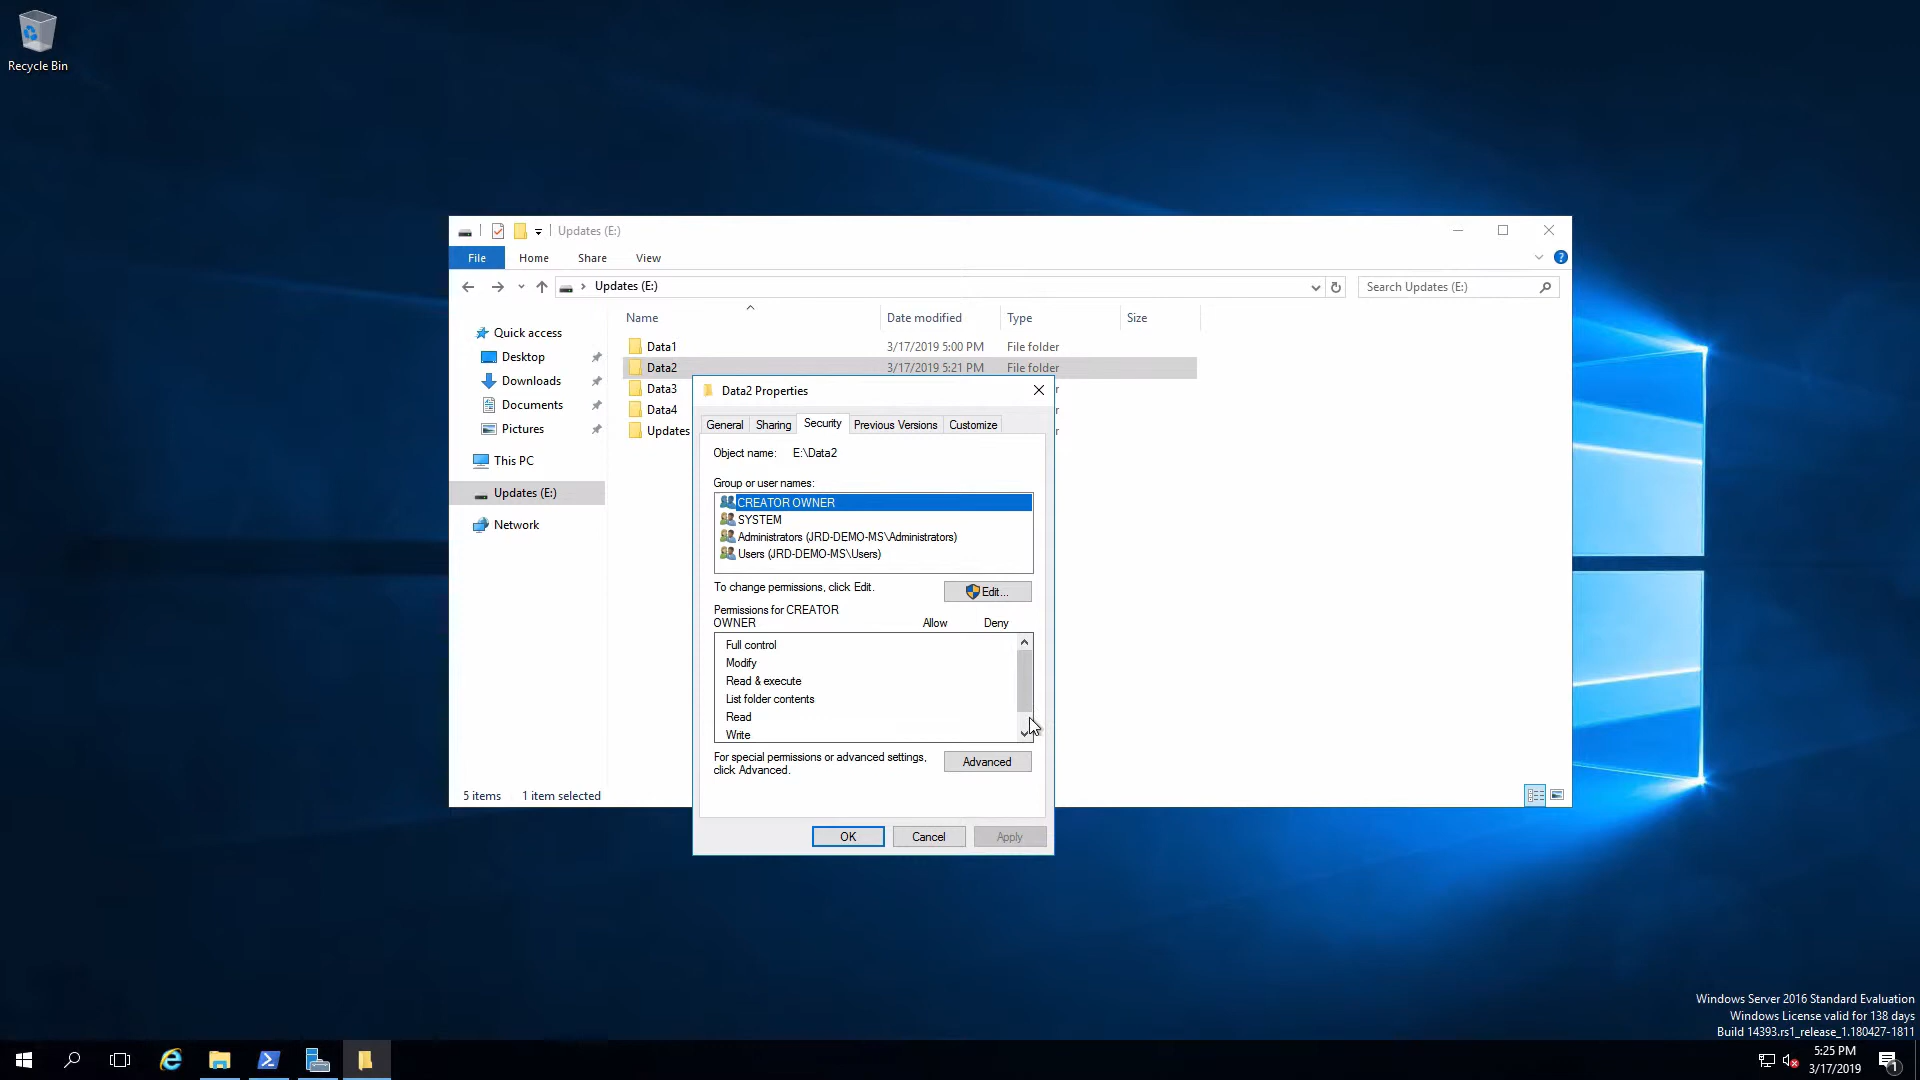 Recycle Bin
Updates (E:)
File Home Share View
Updates (E:)
Search Updates (E:)
Name Date modified Type Size
Quick access
Desktop
Downloads
Documents
Pictures
This PC
Updates (E:)
Network
Data1 3/17/2019 5:00 PM File folder
Data2 3/17/2019 5:21 PM File folder
Data3
Data4
Updates
Data2 Properties
General Sharing Security Previous Versions Customize
Object name: E:\Data2
Group or user names:
CREATOR OWNER
SYSTEM
Administrators (JRD-DEMO-MS\Administrators)
Users (JRD-DEMO-MS\Users)
To change permissions, click Edit.
Edit...
Permissions for CREATOR
OWNER Allow Deny
Full control
Modify
Read & execute
List folder contents
Read
Write
For special permissions or advanced settings,
click Advanced.
Advanced
OK Cancel Apply
5 items 1 item selected
Windows Server 2016 Standard Evaluation
Windows License valid for 138 days
Build 14393.rs1_release_1.180427-1811
5:25 PM
3/17/2019
1